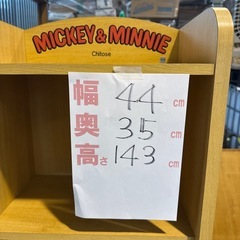 MICKEY & MINNIE
Chitose
幅 44 cm
奥 35 cm
高さ 143 cm